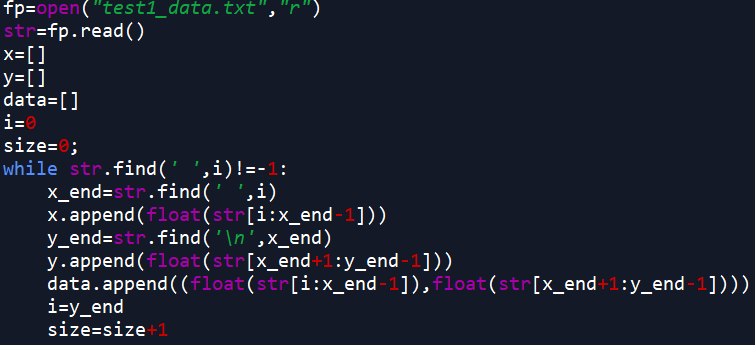 fp=open("test1_data.txt","r")
str=fp.read()
x=[]
y=[]
data=[]
i=0
size=0;
while str.find(' ',i)!=-1:
    x_end=str.find(' ',i)
    x.append(float(str[i:x_end-1]))
    y_end=str.find('\n',x_end)
    y.append(float(str[x_end+1:y_end-1]))
    data.append((float(str[i:x_end-1]),float(str[x_end+1:y_end-1])))
    i=y_end
    size=size+1